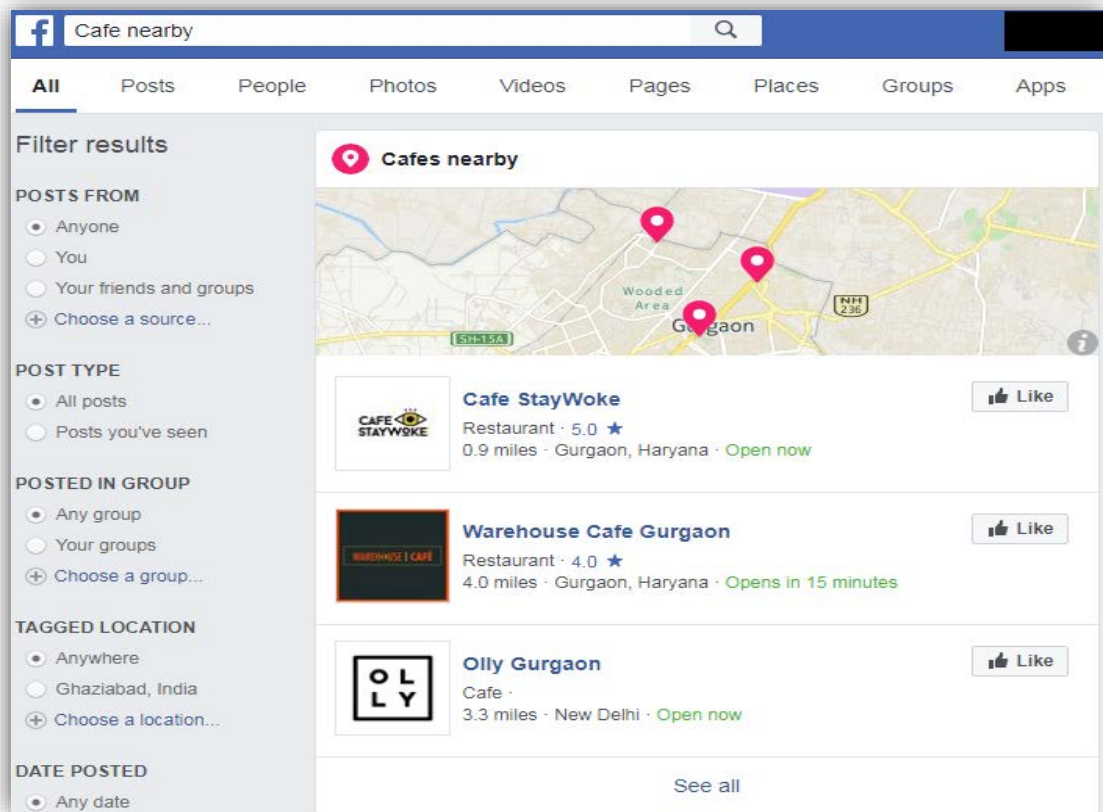 f
Cafe nearby
All Posts People Photos Videos Pages Places Groups Apps
Filter results
POSTS FROM
Anyone
You
Your friends and groups
Choose a source...
POST TYPE
All posts
Posts you've seen
POSTED IN GROUP
Any group
Your groups
Choose a group...
TAGGED LOCATION
Anywhere
Ghaziabad, India
Choose a location...
DATE POSTED
Any date
Cafes nearby
Wooded
Area
NH
236
Gurgaon
SH-15A
i
CAFE
STAYWOKE
Cafe StayWoke
Like
Restaurant · 5.0 ★
0.9 miles · Gurgaon, Haryana · Open now
WAREHOUSE | CAFÉ
Warehouse Cafe Gurgaon
Like
Restaurant · 4.0 ★
4.0 miles · Gurgaon, Haryana · Opens in 15 minutes
OL
LY
Olly Gurgaon
Like
Cafe ·
3.3 miles · New Delhi · Open now
See all